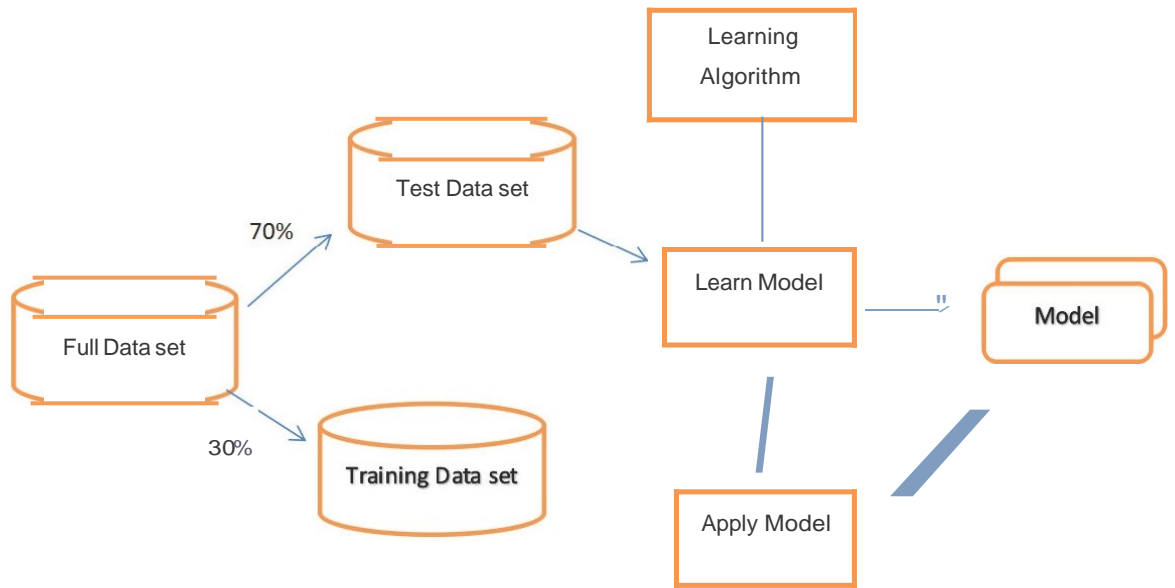 Learning
Algorithm
Test Data set
70%
Learn Model
"
Model
Full Data set
30%
Training Data set
Apply Model